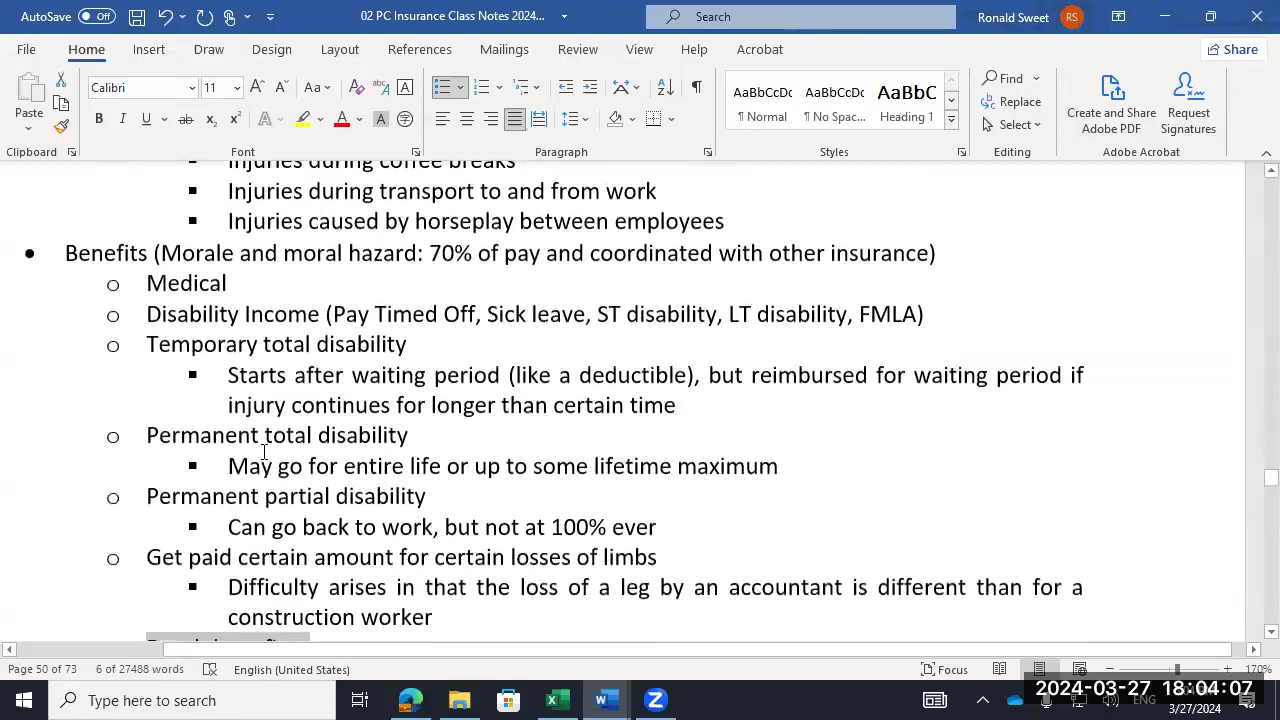 AutoSave Off 02 PC Insurance Class Notes 2024... Search Ronald Sweet RS
File Home Insert Draw Design Layout References Mailings Review View Help Acrobat Share
Paste Calibri 11 Aa AaBbCcDc AaBbCcDc AaBbC Find Replace Select Create and Share Adobe PDF Request Signatures
¶ Normal ¶ No Spac... Heading 1
Clipboard Font Paragraph Styles Editing Adobe Acrobat
Injuries during coffee breaks
▪ Injuries during transport to and from work
▪ Injuries caused by horseplay between employees
• Benefits (Morale and moral hazard: 70% of pay and coordinated with other insurance)
o Medical
o Disability Income (Pay Timed Off, Sick leave, ST disability, LT disability, FMLA)
o Temporary total disability
▪ Starts after waiting period (like a deductible), but reimbursed for waiting period if
injury continues for longer than certain time
o Permanent total disability
▪ May go for entire life or up to some lifetime maximum
o Permanent partial disability
▪ Can go back to work, but not at 100% ever
o Get paid certain amount for certain losses of limbs
▪ Difficulty arises in that the loss of a leg by an accountant is different than for a
construction worker
Page 50 of 73 6 of 27488 words English (United States) Focus 170%
Type here to search ENG 2024-03-27 18:04:07
3/27/2024